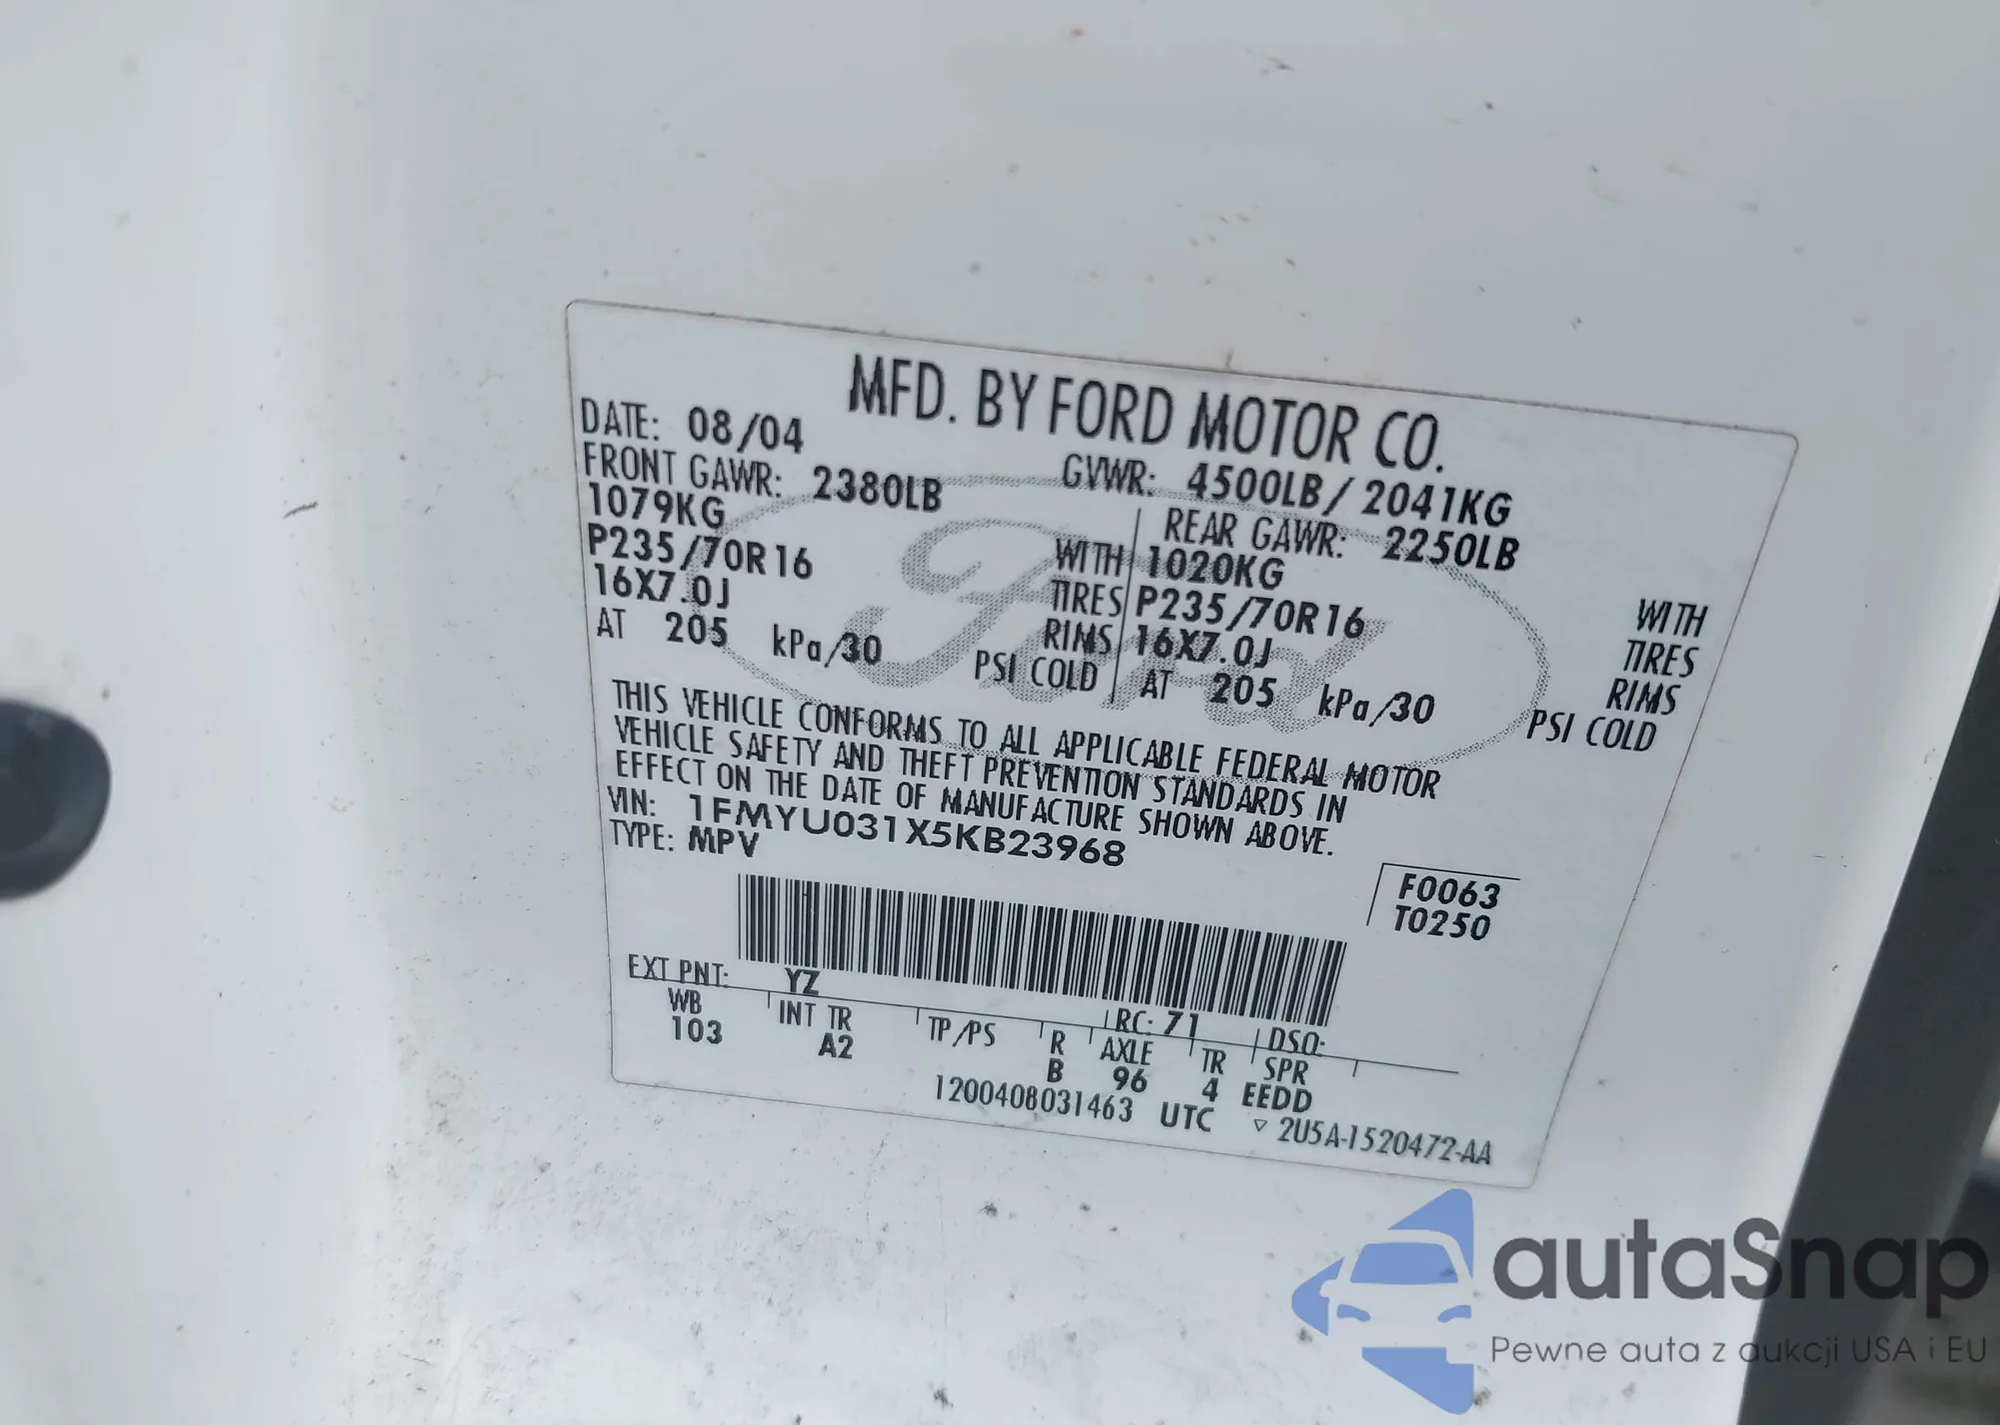 MFD. BY FORD MOTOR CO.
DATE: 08/04
GVWR: 4500LB/2041KG
FRONT GAWR: 2380LB
1079KG WITH
P235/70R16 TIRES
16X7.0J RIMS
AT 205 kPa/30 PSI COLD
REAR GAWR: 2250LB
1020KG WITH
P235/70R16 TIRES
16X7.0J RIMS
AT 205 kPa/30 PSI COLD
Ford
THIS VEHICLE CONFORMS TO ALL APPLICABLE FEDERAL MOTOR
VEHICLE SAFETY AND THEFT PREVENTION STANDARDS IN
EFFECT ON THE DATE OF MANUFACTURE SHOWN ABOVE.
VIN: 1FMYU031X5KB23968
TYPE: MPV
F0063
T0250
EXT PNT: YZ RC: 71 DSO:
WB INT TR TP/PS R AXLE TR SPR
103 A2 B 96 4 EEDD
1200408031463 UTC ▽ 2U5A-1520472-AA
autaSnap
Pewne auta z aukcji USA i EU